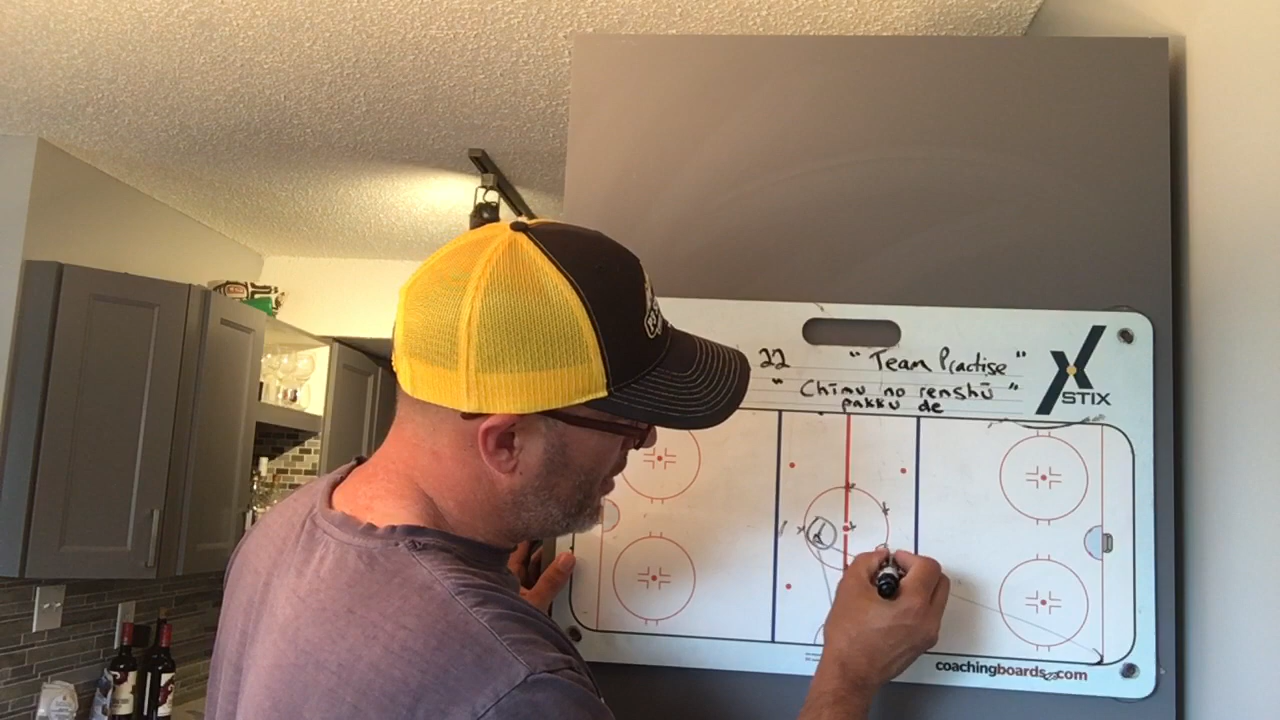 22 "Team Practise"
"Chīmu no renshū"
pakku de
X
STIX
coachingboards.com